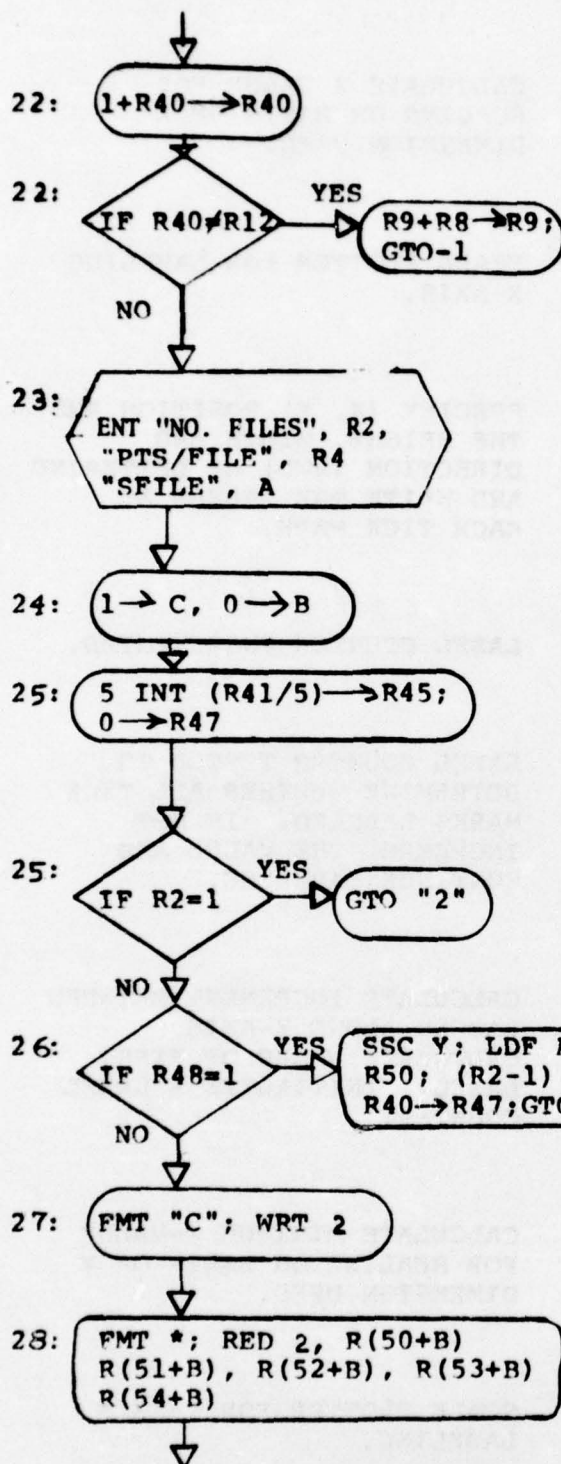 22: 1+R40→R40
22: IF R40≠R12
YES
R9+R8→R9;
GTO-1
NO
23: ENT "NO. FILES", R2,
"PTS/FILE", R4
"SFILE", A
24: 1→C, 0→B
25: 5 INT (R41/5)→R45;
0→R47
25: IF R2=1
YES
GTO "2"
NO
26: IF R48=1
YES
SSC Y; LDF
R50; (R2-1)
R40→R47;GTO
NO
27: FMT "C"; WRT 2
28: FMT *; RED 2, R(50+B)
R(51+B), R(52+B), R(53+B)
R(54+B)